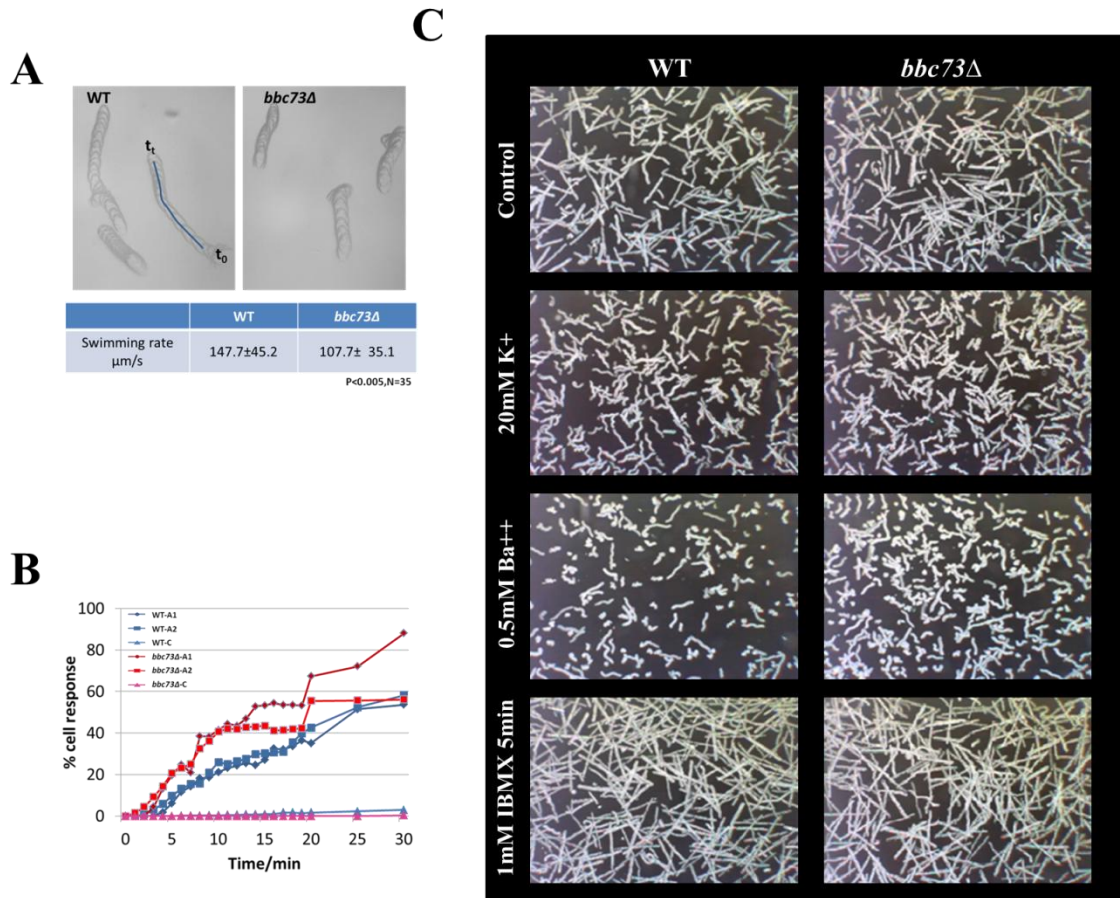 A
WT
bbc73Δ
tt
t0
WT
bbc73Δ
Swimming rate
μm/s
147.7±45.2
107.7± 35.1
P<0.005,N=35
B
% cell response
100
80
60
40
20
0
WT-A1
WT-A2
WT-C
bbc73Δ-A1
bbc73Δ-A2
bbc73Δ-C
0 5 10 15 20 25 30
Time/min
C
WT
bbc73Δ
Control
20mM K+
0.5mM Ba++
1mM IBMX 5min